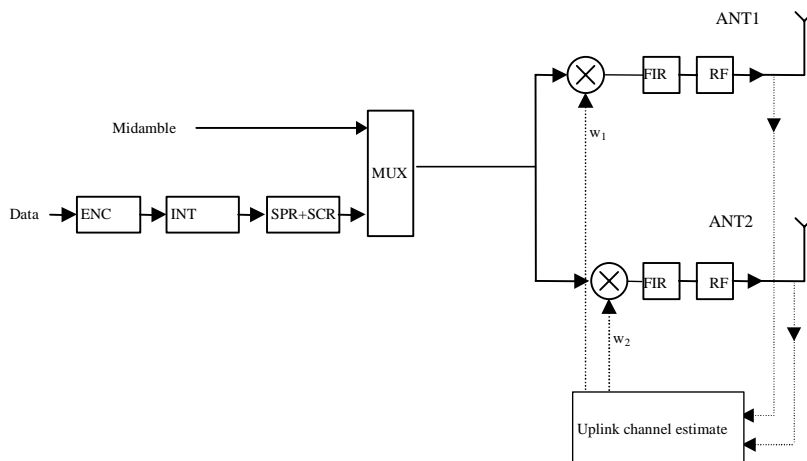 ANT1
FIR
RF
Midamble
w1
MUX
Data
ENC
INT
SPR+SCR
ANT2
FIR
RF
w2
Uplink channel estimate